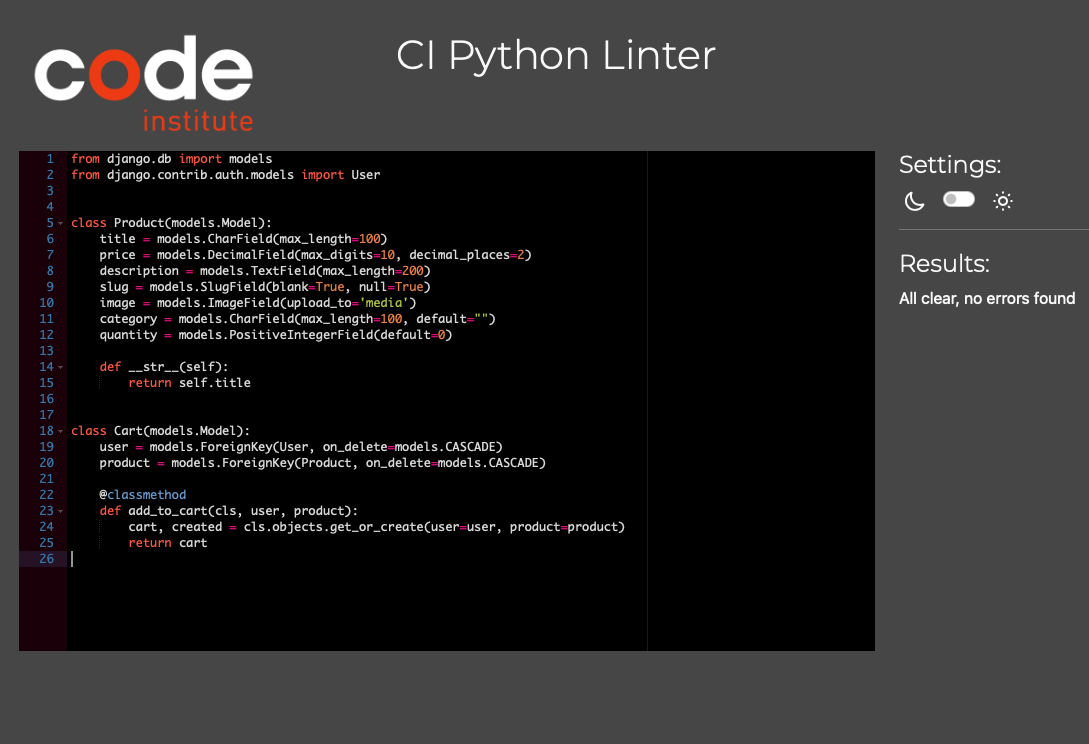 code
institute
CI Python Linter
1 from django.db import models
2 from django.contrib.auth.models import User
3
4
5 class Product(models.Model):
6     title = models.CharField(max_length=100)
7     price = models.DecimalField(max_digits=10, decimal_places=2)
8     description = models.TextField(max_length=200)
9     slug = models.SlugField(blank=True, null=True)
10     image = models.ImageField(upload_to='media')
11     category = models.CharField(max_length=100, default="")
12     quantity = models.PositiveIntegerField(default=0)
13
14     def __str__(self):
15         return self.title
16
17
18 class Cart(models.Model):
19     user = models.ForeignKey(User, on_delete=models.CASCADE)
20     product = models.ForeignKey(Product, on_delete=models.CASCADE)
21
22     @classmethod
23     def add_to_cart(cls, user, product):
24         cart, created = cls.objects.get_or_create(user=user, product=product)
25         return cart
26
Settings:
Results:
All clear, no errors found